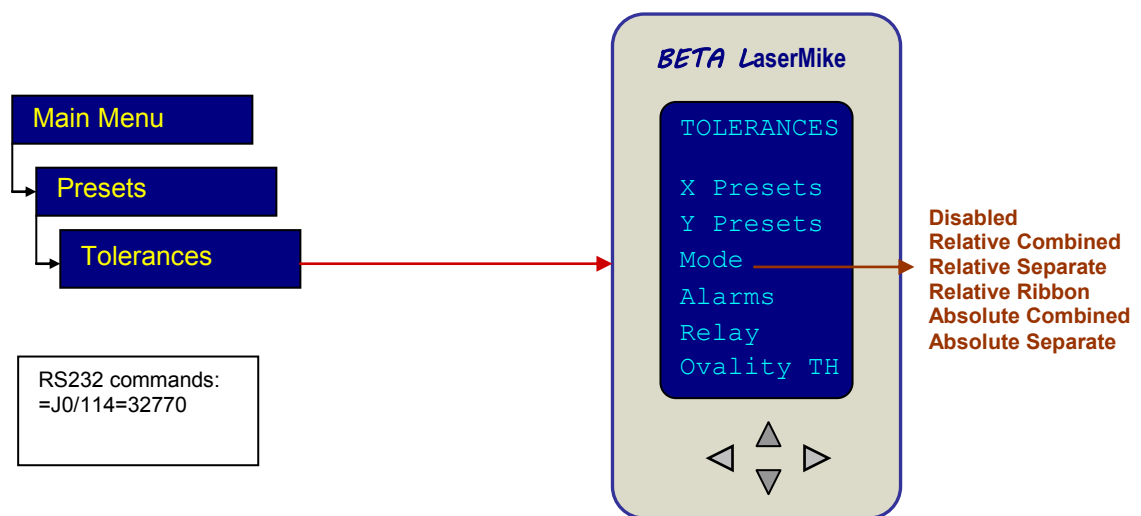 Main Menu
Presets
Tolerances
RS232 commands:
=J0/114=32770
BETA LaserMike
TOLERANCES
X Presets
Y Presets
Mode
Alarms
Relay
Ovality TH
Disabled
Relative Combined
Relative Separate
Relative Ribbon
Absolute Combined
Absolute Separate